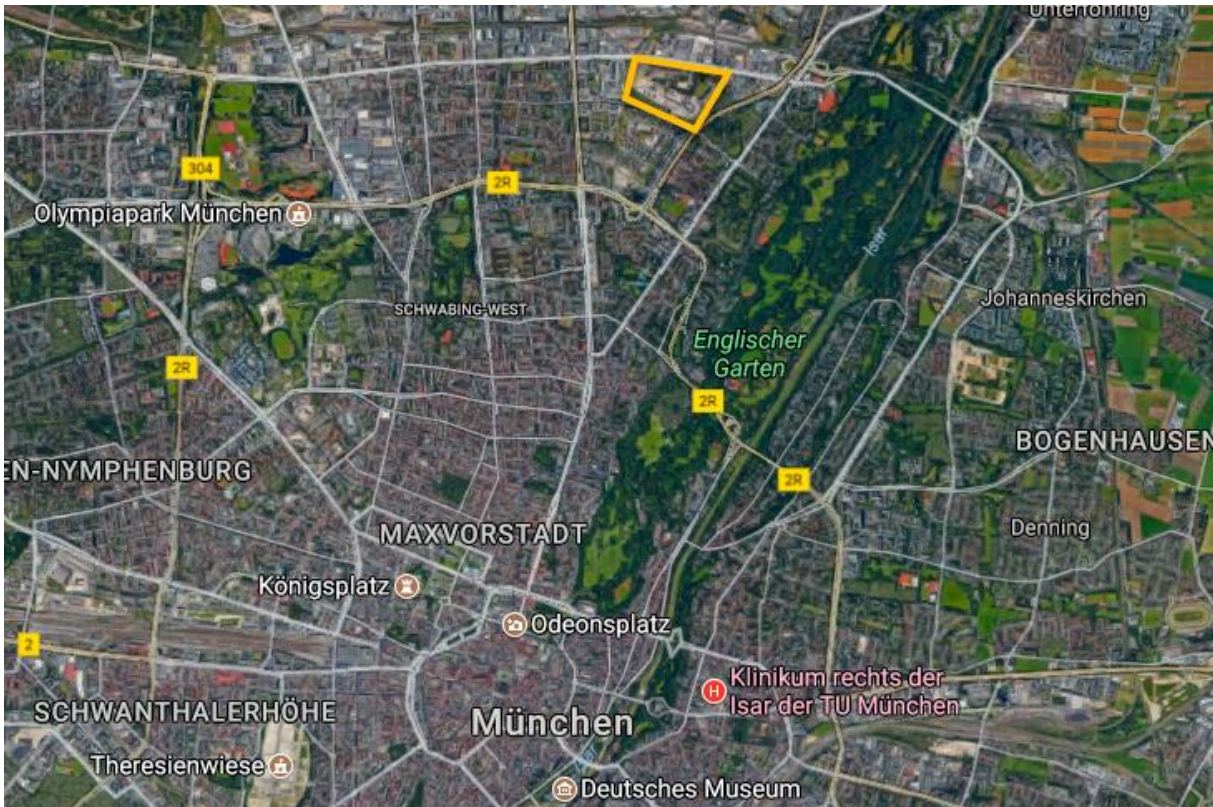 Unterföhring
304
2R
Olympiapark München
Isar
Johanneskirchen
SCHWABING-WEST
Englischer
Garten
2R
2R
BOGENHAUSEN
EN-NYMPHENBURG
2R
MAXVORSTADT
Denning
Königsplatz
Odeonsplatz
2
Klinikum rechts der
Isar der TU München
H
SCHWANTHALERHÖHE
München
Theresienwiese
Deutsches Museum